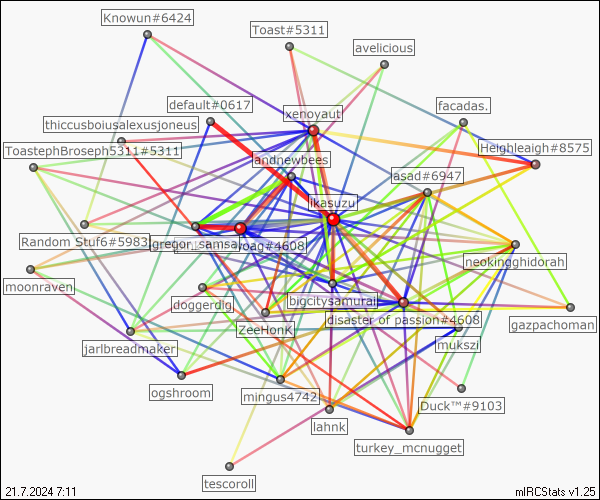 Knowun#6424
Toast#5311
avelicious
default#0617
xenoyaut
facadas.
thiccusboiusalexusjoneus
ToastephBroseph5311#5311
Heighleaigh#8575
andnewbees
asad#6947
ikasuzu
Random Stuf6#5983
gregor_samsa
roag#4608
neokingghidorah
moonraven
doggerdig
bigcitysamurai
gazpachoman
ZeeHonk
disaster of passion#4608
jarlbreadmaker
mukszi
ogshroom
mingus4742
Duck™#9103
lahnk
turkey_mcnugget
tescoroll
21.7.2024 7:11
mIRCStats v1.25